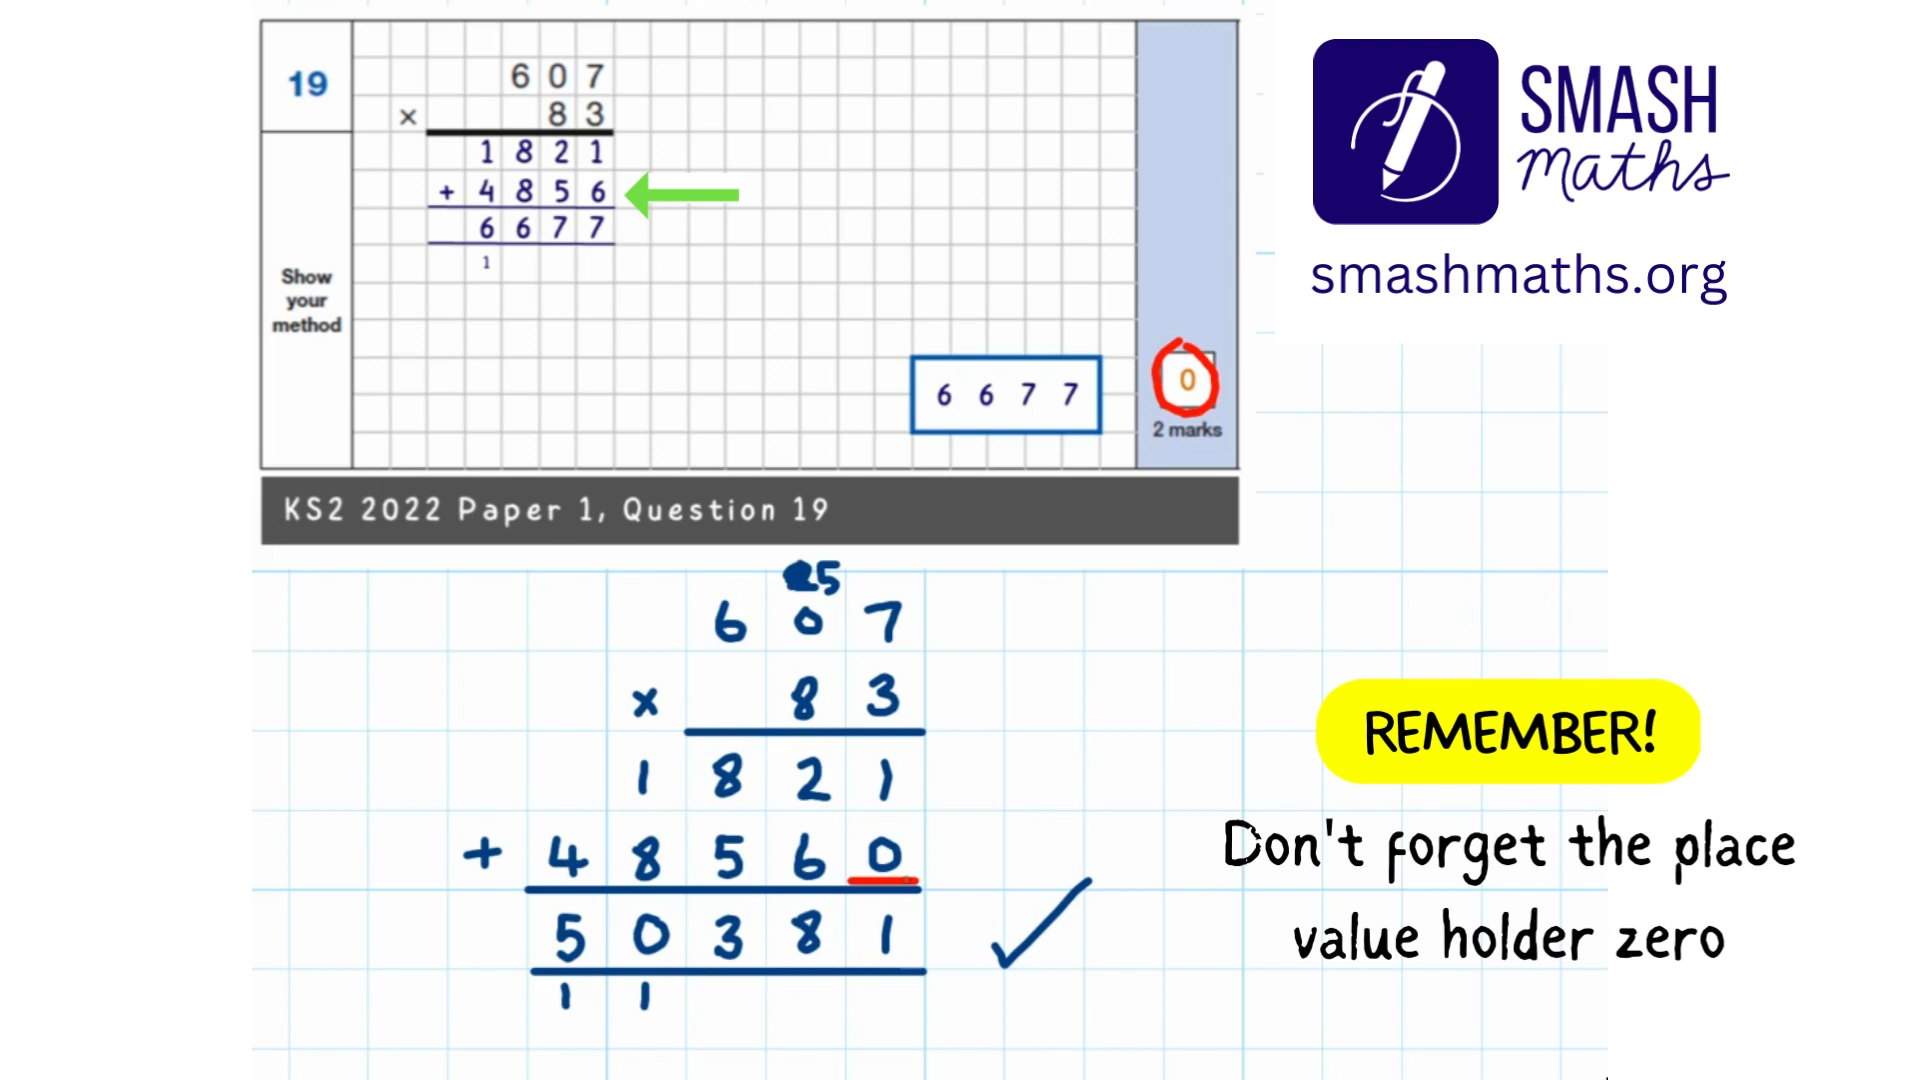 19
6 0 7
× 8 3
1 8 2 1
+ 4 8 5 6
6 6 7 7
1
Show
your
method
6 6 7 7
0
2 marks
KS2 2022 Paper 1, Question 19
SMASH
maths
smashmaths.org
5
6 0 7
x 8 3
1 8 2 1
+ 4 8 5 6 0
5 0 3 8 1
1 1
REMEMBER!
Don't forget the place
value holder zero